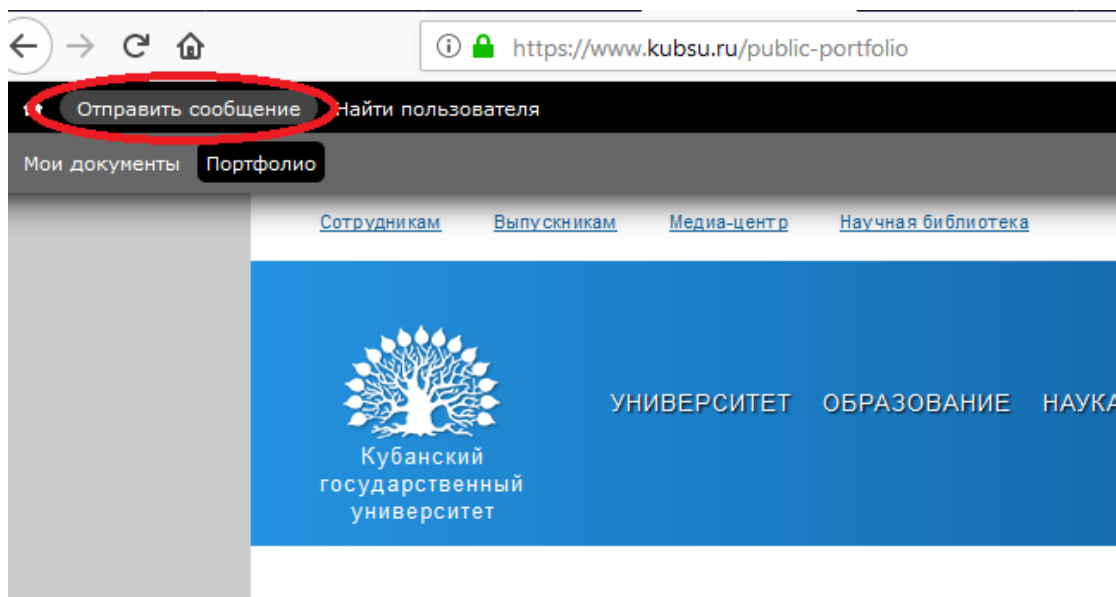 https://www.kubsu.ru/public-portfolio
Отправить сообщение Найти пользователя
Мои документы Портфолио
Сотрудникам Выпускникам Медиа-центр Научная библиотека
УНИВЕРСИТЕТ ОБРАЗОВАНИЕ НАУКА
Кубанский
государственный
университет